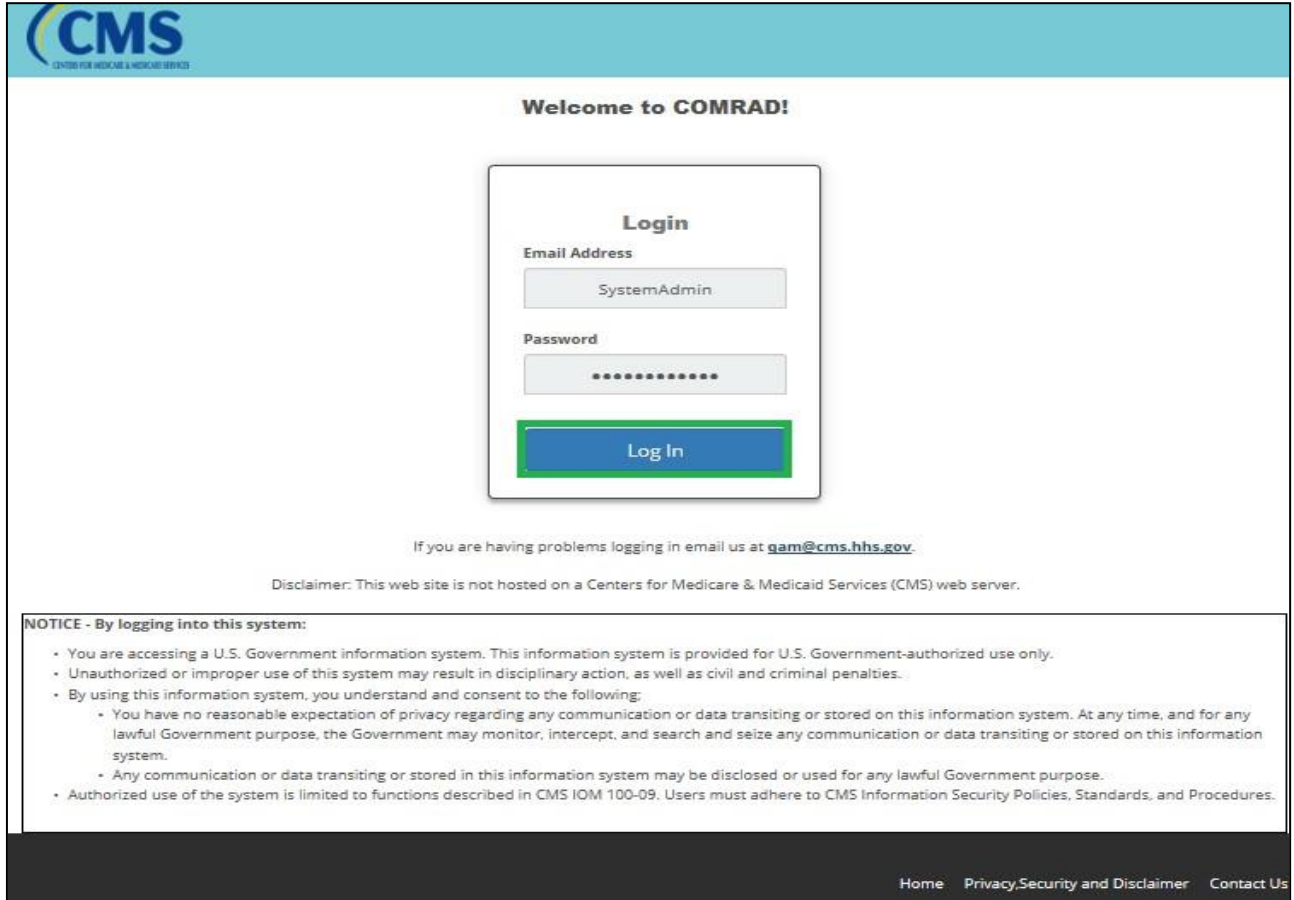 CMS
CENTERS FOR MEDICARE & MEDICAID SERVICES
Welcome to COMRAD!
Login
Email Address
SystemAdmin
Password
••••••••••••
Log In
If you are having problems logging in email us at qam@cms.hhs.gov.
Disclaimer: This web site is not hosted on a Centers for Medicare & Medicaid Services (CMS) web server.
NOTICE - By logging into this system:
• You are accessing a U.S. Government information system. This information system is provided for U.S. Government-authorized use only.
• Unauthorized or improper use of this system may result in disciplinary action, as well as civil and criminal penalties.
• By using this information system, you understand and consent to the following;
• You have no reasonable expectation of privacy regarding any communication or data transiting or stored on this information system. At any time, and for any
lawful Government purpose, the Government may monitor, intercept, and search and seize any communication or data transiting or stored on this information
system.
• Any communication or data transiting or stored in this information system may be disclosed or used for any lawful Government purpose.
• Authorized use of the system is limited to functions described in CMS IOM 100-09. Users must adhere to CMS Information Security Policies, Standards, and Procedures.
Home Privacy,Security and Disclaimer Contact Us